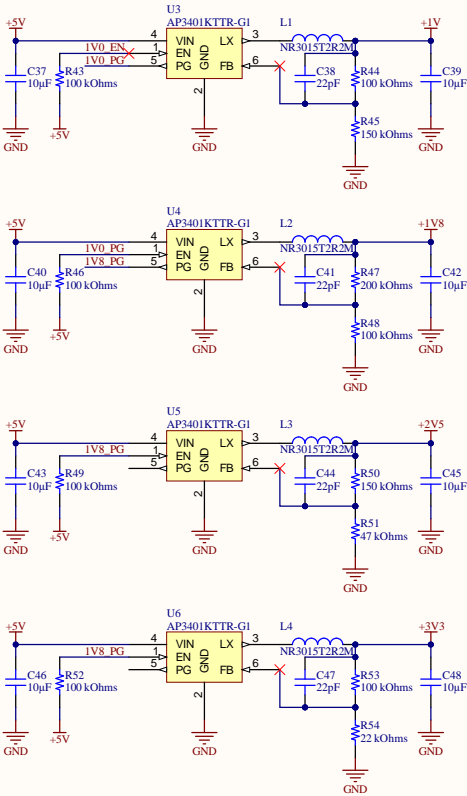 +5V U3 L1 +1V
AP3401KTTR-G1
1V0_EN 4 VIN LX 3 NR3015T2R2M
1V0_PG 1 EN GND
5 PG FB 6
C37 R43 C38 R44 C39
10µF 100 kOhms 22pF 100 kOhms 10µF
2
R45
150 kOhms
GND +5V GND GND
GND
+5V U4 L2 +1V8
AP3401KTTR-G1
4 VIN LX 3 NR3015T2R2M
1V0_PG 1 EN GND
1V8_PG 5 PG FB 6
C40 R46 C41 R47 C42
10µF 100 kOhms 22pF 200 kOhms 10µF
2
R48
100 kOhms
GND +5V GND GND
GND
+5V U5 L3 +2V5
AP3401KTTR-G1
4 VIN LX 3 NR3015T2R2M
1V8_PG 1 EN GND
5 PG FB 6
C43 R49 C44 R50 C45
10µF 100 kOhms 22pF 150 kOhms 10µF
2
R51
47 kOhms
GND +5V GND GND
GND
+5V U6 L4 +3V3
AP3401KTTR-G1
4 VIN LX 3 NR3015T2R2M
1V8_PG 1 EN GND
5 PG FB 6
C46 R52 C47 R53 C48
10µF 100 kOhms 22pF 100 kOhms 10µF
2
R54
22 kOhms
GND +5V GND GND
GND